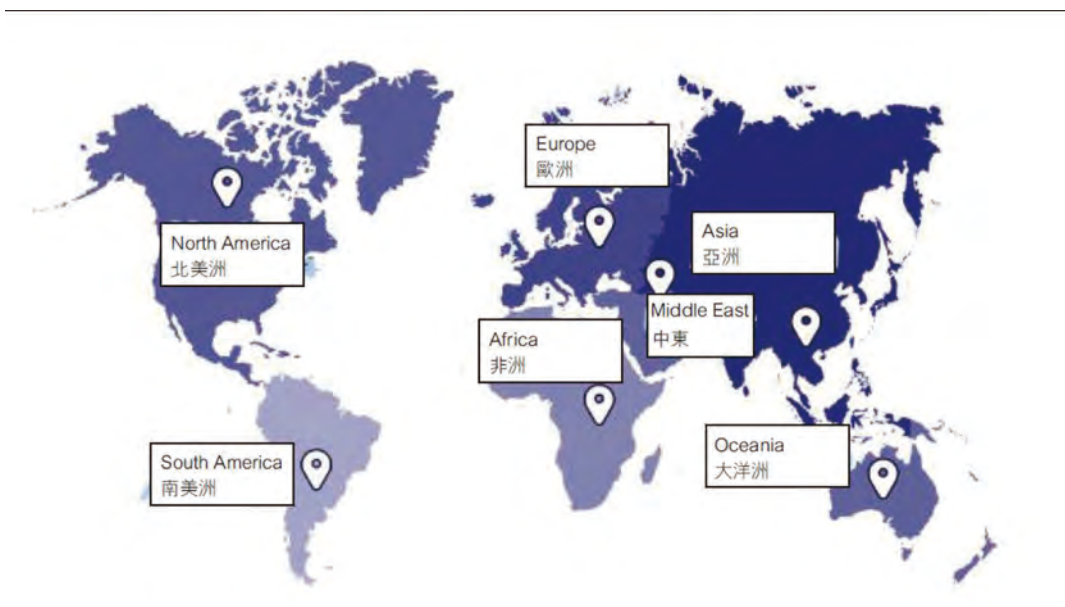 Europe
歐洲
North America
北美洲
Asia
亞洲
Middle East
中東
Africa
非洲
South America
南美洲
Oceania
大洋洲